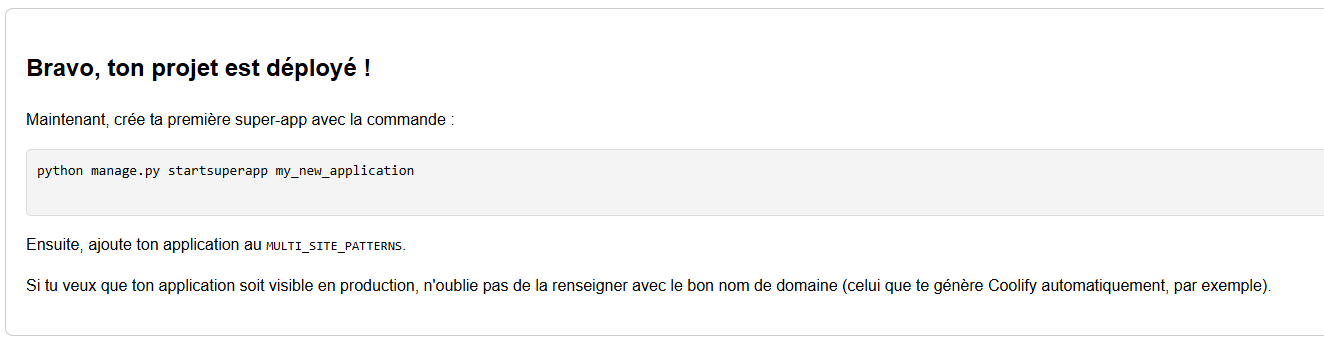 Bravo, ton projet est déployé !
Maintenant, crée ta première super-app avec la commande :
python manage.py startsuperapp my_new_application
Ensuite, ajoute ton application au MULTI_SITE_PATTERNS.
Si tu veux que ton application soit visible en production, n'oublie pas de la renseigner avec le bon nom de domaine (celui que te génère Coolify automatiquement, par exemple).